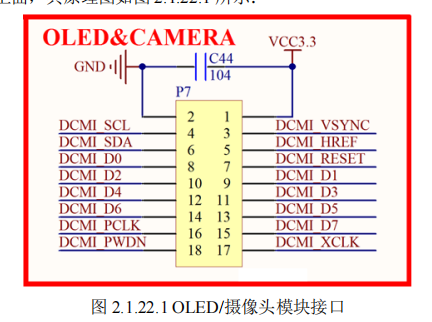 上面，其原理图如图 2.1.22.1 所示：
OLED&CAMERA
VCC3.3
GND
C44
104
P7
2 1
DCMI_SCL 4 3 DCMI_VSYNC
DCMI_SDA 6 5 DCMI_HREF
DCMI_D0 8 7 DCMI_RESET
DCMI_D2 10 9 DCMI_D1
DCMI_D4 12 11 DCMI_D3
DCMI_D6 14 13 DCMI_D5
DCMI_PCLK 16 15 DCMI_D7
DCMI_PWDN 18 17 DCMI_XCLK
图 2.1.22.1 OLED/摄像头模块接口